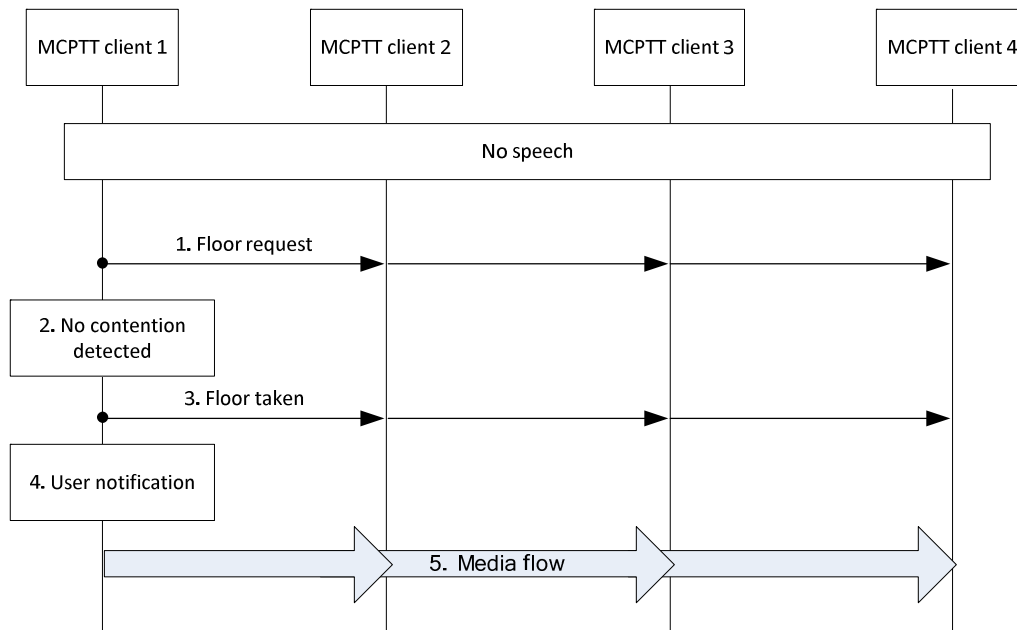 MCPTT client 1
MCPTT client 2
MCPTT client 3
MCPTT client 4
No speech
1. Floor request
2. No contention
detected
3. Floor taken
4. User notification
5. Media flow